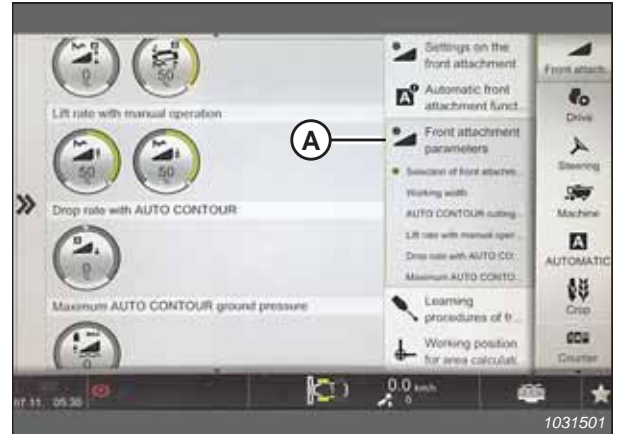 0
50
%
Lift rate with manual operation
50
%
50
%
Drop rate with AUTO CONTOUR
0
Maximum AUTO CONTOUR ground pressure
0
Settings on the
front attachment
Automatic front
attachment funct...
A
Front attachment
parameters
Selection of front attachm...
Working width
AUTO CONTOUR cutting...
Lift rate with manual oper...
Drop rate with AUTO CO...
Maximum AUTO CONTO...
Learning
procedures of fr...
Working position
for area calculati...
Front attach...
Drive
Steering
Machine
A
AUTOMATIC
Crop
Counter
07.11. 05:30
0.0 km/h
0
1031501